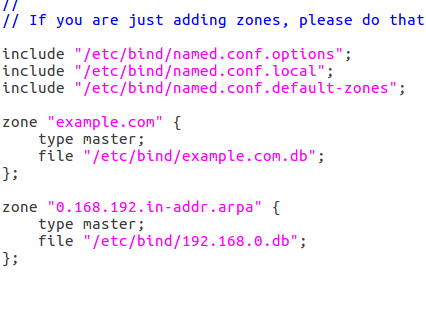 //
// If you are just adding zones, please do that
include "/etc/bind/named.conf.options";
include "/etc/bind/named.conf.local";
include "/etc/bind/named.conf.default-zones";
zone "example.com" {
    type master;
    file "/etc/bind/example.com.db";
};
zone "0.168.192.in-addr.arpa" {
    type master;
    file "/etc/bind/192.168.0.db";
};